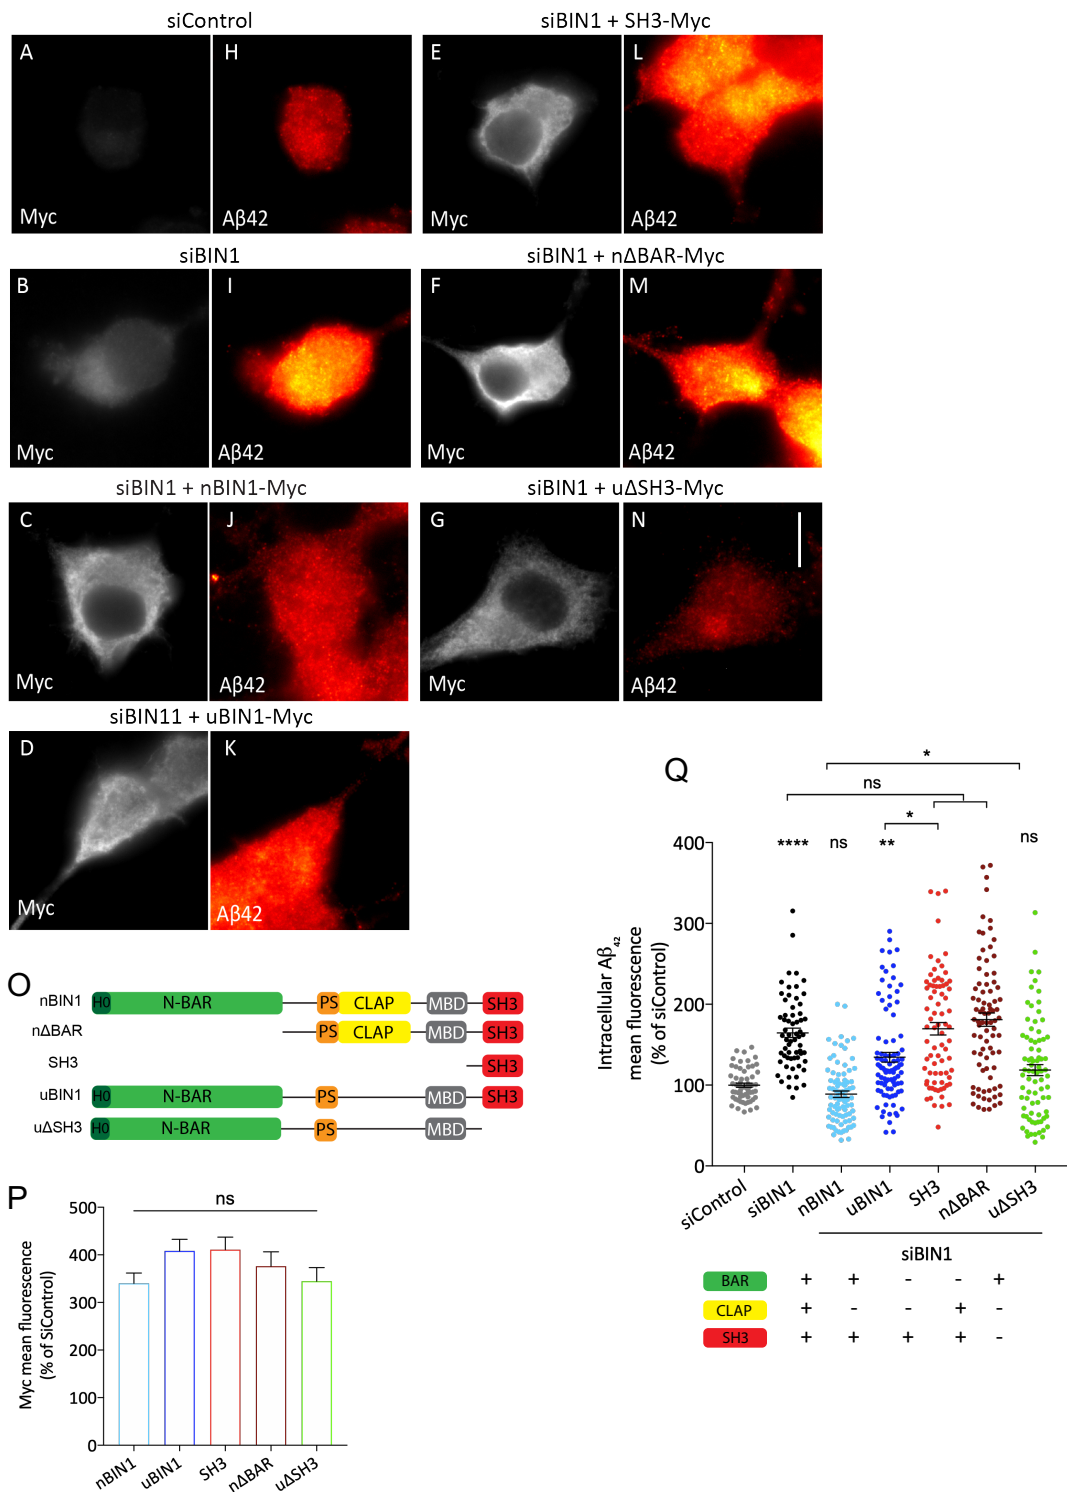 siControl
siBIN1 + SH3-Myc
A
H
E
L
Myc
Aβ42
Myc
Aβ42
siBIN1
siBIN1 + nΔBAR-Myc
B
I
F
M
Myc
Aβ42
Myc
Aβ42
siBIN1 + nBIN1-Myc
siBIN1 + uΔSH3-Myc
C
J
G
N
Myc
Aβ42
Myc
Aβ42
siBIN11 + uBIN1-Myc
D
K
Myc
Aβ42
O
nBIN1 H0 N-BAR PS CLAP MBD SH3
nΔBAR PS CLAP MBD SH3
SH3 SH3
uBIN1 H0 N-BAR PS MBD SH3
uΔSH3 H0 N-BAR PS MBD
P
ns
Myc mean fluorescence
(% of siControl)
500
400
300
200
100
0
nBIN1 uBIN1 SH3 nΔBAR uΔSH3
Q
*
ns
*
**** ns ** ns
Intracellular Aβ42
mean fluorescence
(% of siControl)
400
300
200
100
0
siControl siBIN1 nBIN1 uBIN1 SH3 nΔBAR uΔSH3
siBIN1
BAR + + - - +
CLAP + - - + -
SH3 + + + + -